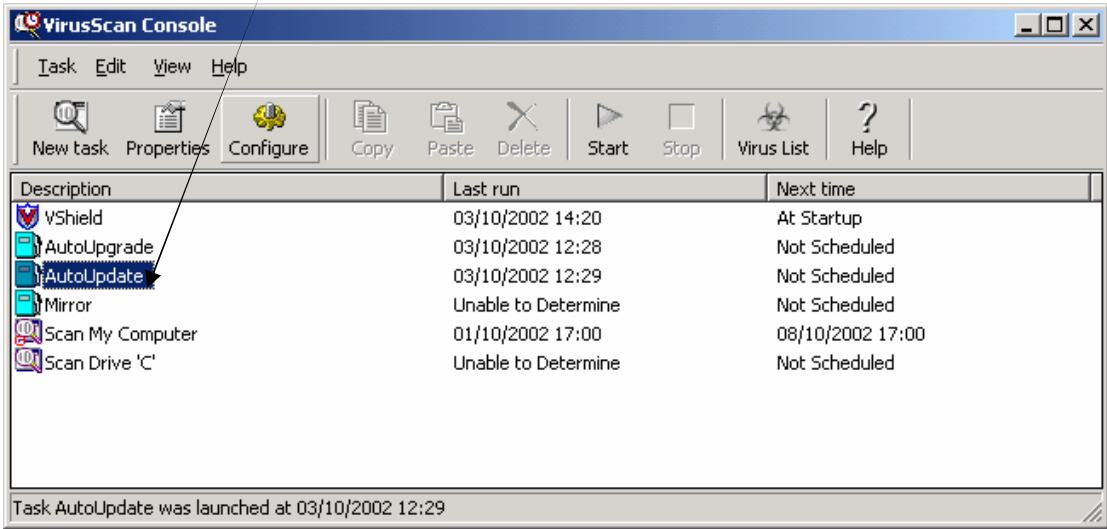 VirusScan Console
Task Edit View Help
New task Properties Configure Copy Paste Delete Start Stop Virus List Help
Description Last run Next time
VShield 03/10/2002 14:20 At Startup
AutoUpgrade 03/10/2002 12:28 Not Scheduled
AutoUpdate 03/10/2002 12:29 Not Scheduled
Mirror Unable to Determine Not Scheduled
Scan My Computer 01/10/2002 17:00 08/10/2002 17:00
Scan Drive 'C' Unable to Determine Not Scheduled
Task AutoUpdate was launched at 03/10/2002 12:29